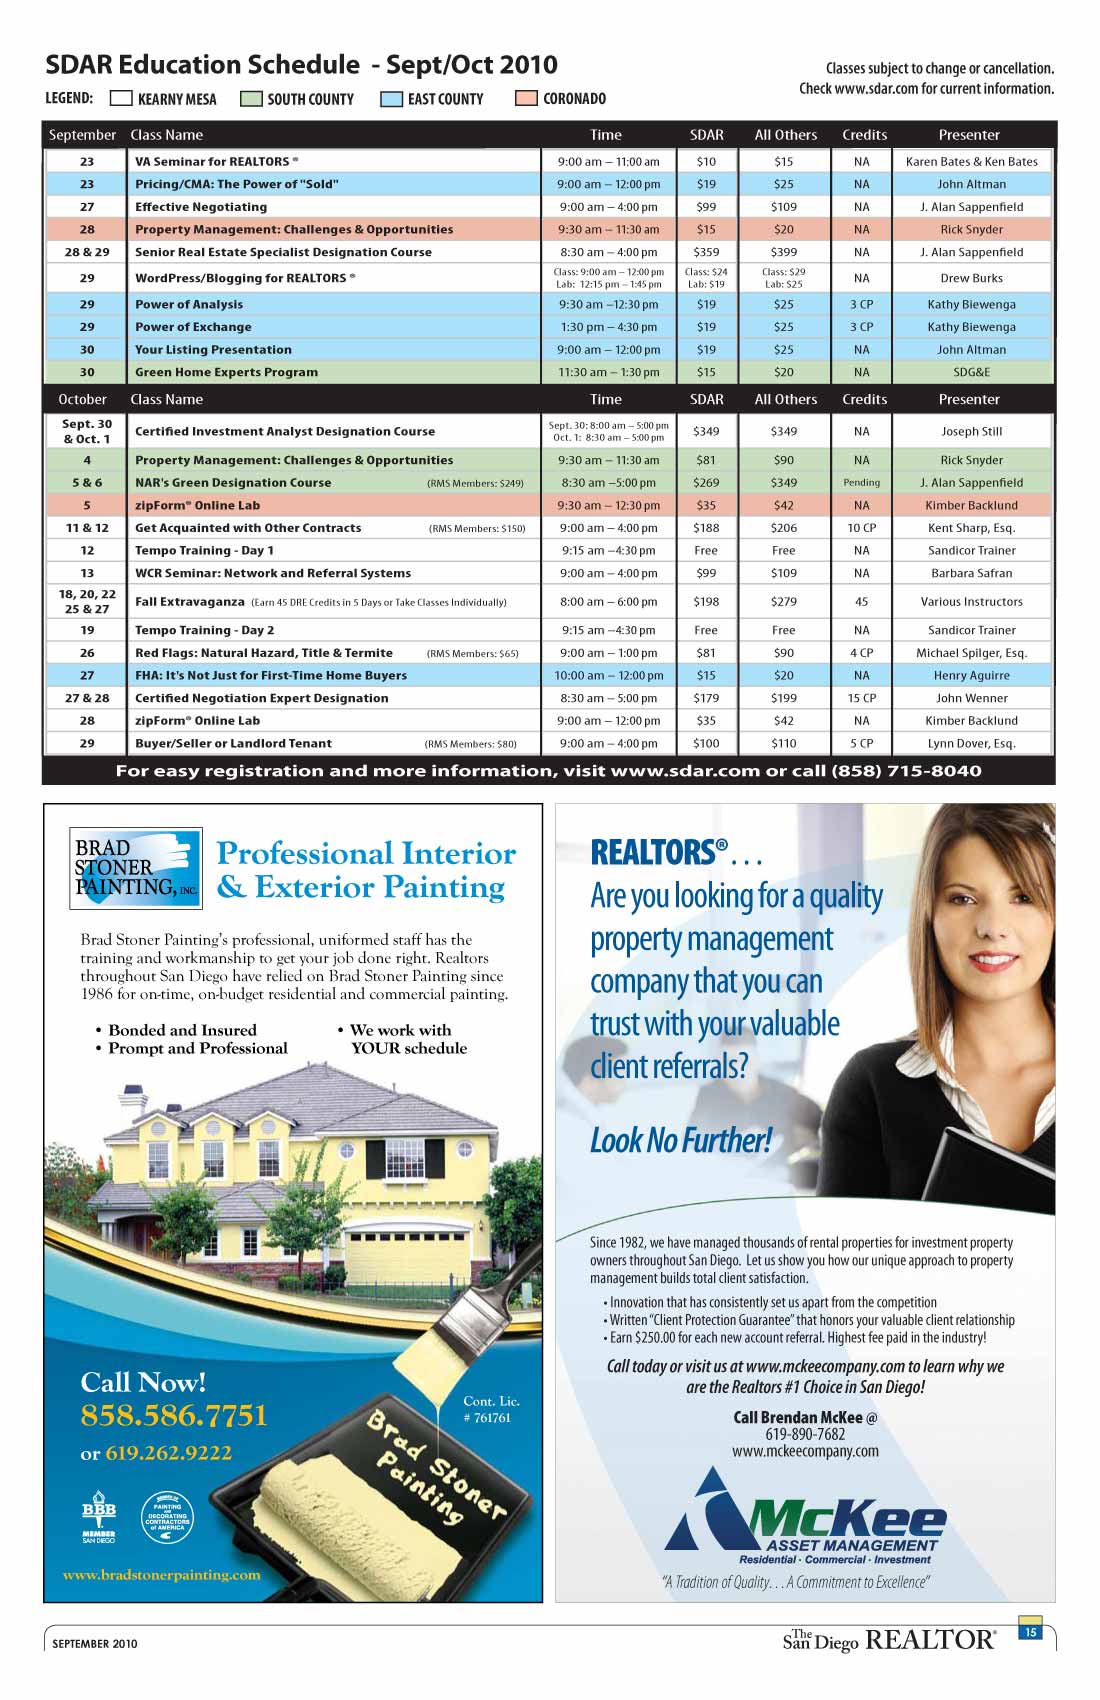 SDAR Education Schedule - Sept/Oct 2010
Classes subject to change or cancellation.
Check www.sdar.com for current information.
LEGEND: KEARNY MESA SOUTH COUNTY EAST COUNTY CORONADO
September Class Name Time SDAR All Others Credits Presenter
23 VA Seminar for REALTORS ® 9:00 am – 11:00 am $10 $15 NA Karen Bates & Ken Bates
23 Pricing/CMA: The Power of "Sold" 9:00 am – 12:00 pm $19 $25 NA John Altman
27 Effective Negotiating 9:00 am – 4:00 pm $99 $109 NA J. Alan Sappenfield
28 Property Management: Challenges & Opportunities 9:30 am – 11:30 am $15 $20 NA Rick Snyder
28 & 29 Senior Real Estate Specialist Designation Course 8:30 am – 4:00 pm $359 $399 NA J. Alan Sappenfield
29 WordPress/Blogging for REALTORS ® Class: 9:00 am – 12:00 pm Class: $24 Class: $29 NA Drew Burks
Lab: 12:15 pm – 1:45 pm Lab: $19 Lab: $25
29 Power of Analysis 9:30 am –12:30 pm $19 $25 3 CP Kathy Biewenga
29 Power of Exchange 1:30 pm – 4:30 pm $19 $25 3 CP Kathy Biewenga
30 Your Listing Presentation 9:00 am – 12:00 pm $19 $25 NA John Altman
30 Green Home Experts Program 11:30 am – 1:30 pm $15 $20 NA SDG&E
October Class Name Time SDAR All Others Credits Presenter
Sept. 30 Certified Investment Analyst Designation Course Sept. 30: 8:00 am – 5:00 pm $349 $349 NA Joseph Still
& Oct. 1 Oct. 1: 8:30 am – 5:00 pm
4 Property Management: Challenges & Opportunities 9:30 am – 11:30 am $81 $90 NA Rick Snyder
5 & 6 NAR's Green Designation Course (RMS Members: $249) 8:30 am –5:00 pm $269 $349 Pending J. Alan Sappenfield
5 zipForm® Online Lab 9:30 am – 12:30 pm $35 $42 NA Kimber Backlund
11 & 12 Get Acquainted with Other Contracts (RMS Members: $150) 9:00 am – 4:00 pm $188 $206 10 CP Kent Sharp, Esq.
12 Tempo Training - Day 1 9:15 am –4:30 pm Free Free NA Sandicor Trainer
13 WCR Seminar: Network and Referral Systems 9:00 am – 4:00 pm $99 $109 NA Barbara Safran
18, 20, 22 Fall Extravaganza (Earn 45 DRE Credits in 5 Days or Take Classes Individually) 8:00 am – 6:00 pm $198 $279 45 Various Instructors
25 & 27
19 Tempo Training - Day 2 9:15 am –4:30 pm Free Free NA Sandicor Trainer
26 Red Flags: Natural Hazard, Title & Termite (RMS Members: $65) 9:00 am – 1:00 pm $81 $90 4 CP Michael Spilger, Esq.
27 FHA: It's Not Just for First-Time Home Buyers 10:00 am – 12:00 pm $15 $20 NA Henry Aguirre
27 & 28 Certified Negotiation Expert Designation 8:30 am – 5:00 pm $179 $199 15 CP John Wenner
28 zipForm® Online Lab 9:00 am – 12:00 pm $35 $42 NA Kimber Backlund
29 Buyer/Seller or Landlord Tenant (RMS Members: $80) 9:00 am – 4:00 pm $100 $110 5 CP Lynn Dover, Esq.
For easy registration and more information, visit www.sdar.com or call (858) 715-8040
BRAD
STONER
PAINTING, INC.
Professional Interior
& Exterior Painting
Brad Stoner Painting's professional, uniformed staff has the
training and workmanship to get your job done right. Realtors
throughout San Diego have relied on Brad Stoner Painting since
1986 for on-time, on-budget residential and commercial painting.
• Bonded and Insured
• Prompt and Professional
• We work with
YOUR schedule
Call Now!
858.586.7751
or 619.262.9222
Cont. Lic.
# 761761
Brad Stoner
Painting
BBB
MEMBER
SAN DIEGO
MEMBER OF
PAINTING
AND
DECORATING
CONTRACTORS
of AMERICA
www.bradstonerpainting.com
REALTORS®...
Are you looking for a quality
property management
company that you can
trust with your valuable
client referrals?
Look No Further!
Since 1982, we have managed thousands of rental properties for investment property
owners throughout San Diego. Let us show you how our unique approach to property
management builds total client satisfaction.
• Innovation that has consistently set us apart from the competition
• Written "Client Protection Guarantee" that honors your valuable client relationship
• Earn $250.00 for each new account referral. Highest fee paid in the industry!
Call today or visit us at www.mckeecompany.com to learn why we
are the Realtors #1 Choice in San Diego!
Call Brendan McKee @
619-890-7682
www.mckeecompany.com
McKee
ASSET MANAGEMENT
Residential · Commercial · Investment
"A Tradition of Quality... A Commitment to Excellence"
SEPTEMBER 2010
The San Diego REALTOR®
15